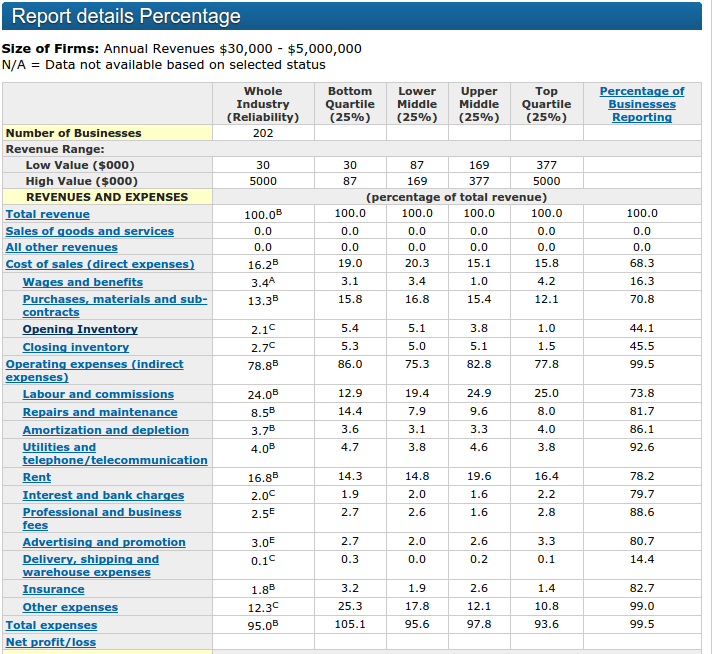 Report details Percentage
Size of Firms: Annual Revenues $30,000 - $5,000,000
N/A = Data not available based on selected status
Whole Industry (Reliability) Bottom Quartile (25%) Lower Middle (25%) Upper Middle (25%) Top Quartile (25%) Percentage of Businesses Reporting
Number of Businesses 202
Revenue Range:
Low Value ($000) 30 30 87 169 377
High Value ($000) 5000 87 169 377 5000
REVENUES AND EXPENSES (percentage of total revenue)
Total revenue 100.0B 100.0 100.0 100.0 100.0 100.0
Sales of goods and services 0.0 0.0 0.0 0.0 0.0 0.0
All other revenues 0.0 0.0 0.0 0.0 0.0 0.0
Cost of sales (direct expenses) 16.2B 19.0 20.3 15.1 15.8 68.3
Wages and benefits 3.4A 3.1 3.4 1.0 4.2 16.3
Purchases, materials and sub-contracts 13.3B 15.8 16.8 15.4 12.1 70.8
Opening Inventory 2.1C 5.4 5.1 3.8 1.0 44.1
Closing inventory 2.7C 5.3 5.0 5.1 1.5 45.5
Operating expenses (indirect expenses) 78.8B 86.0 75.3 82.8 77.8 99.5
Labour and commissions 24.0B 12.9 19.4 24.9 25.0 73.8
Repairs and maintenance 8.5B 14.4 7.9 9.6 8.0 81.7
Amortization and depletion 3.7B 3.6 3.1 3.3 4.0 86.1
Utilities and telephone/telecommunication 4.0B 4.7 3.8 4.6 3.8 92.6
Rent 16.8B 14.3 14.8 19.6 16.4 78.2
Interest and bank charges 2.0C 1.9 2.0 1.6 2.2 79.7
Professional and business fees 2.5E 2.7 2.6 1.6 2.8 88.6
Advertising and promotion 3.0E 2.7 2.0 2.6 3.3 80.7
Delivery, shipping and warehouse expenses 0.1C 0.3 0.0 0.2 0.1 14.4
Insurance 1.8B 3.2 1.9 2.6 1.4 82.7
Other expenses 12.3C 25.3 17.8 12.1 10.8 99.0
Total expenses 95.0B 105.1 95.6 97.8 93.6 99.5
Net profit/loss